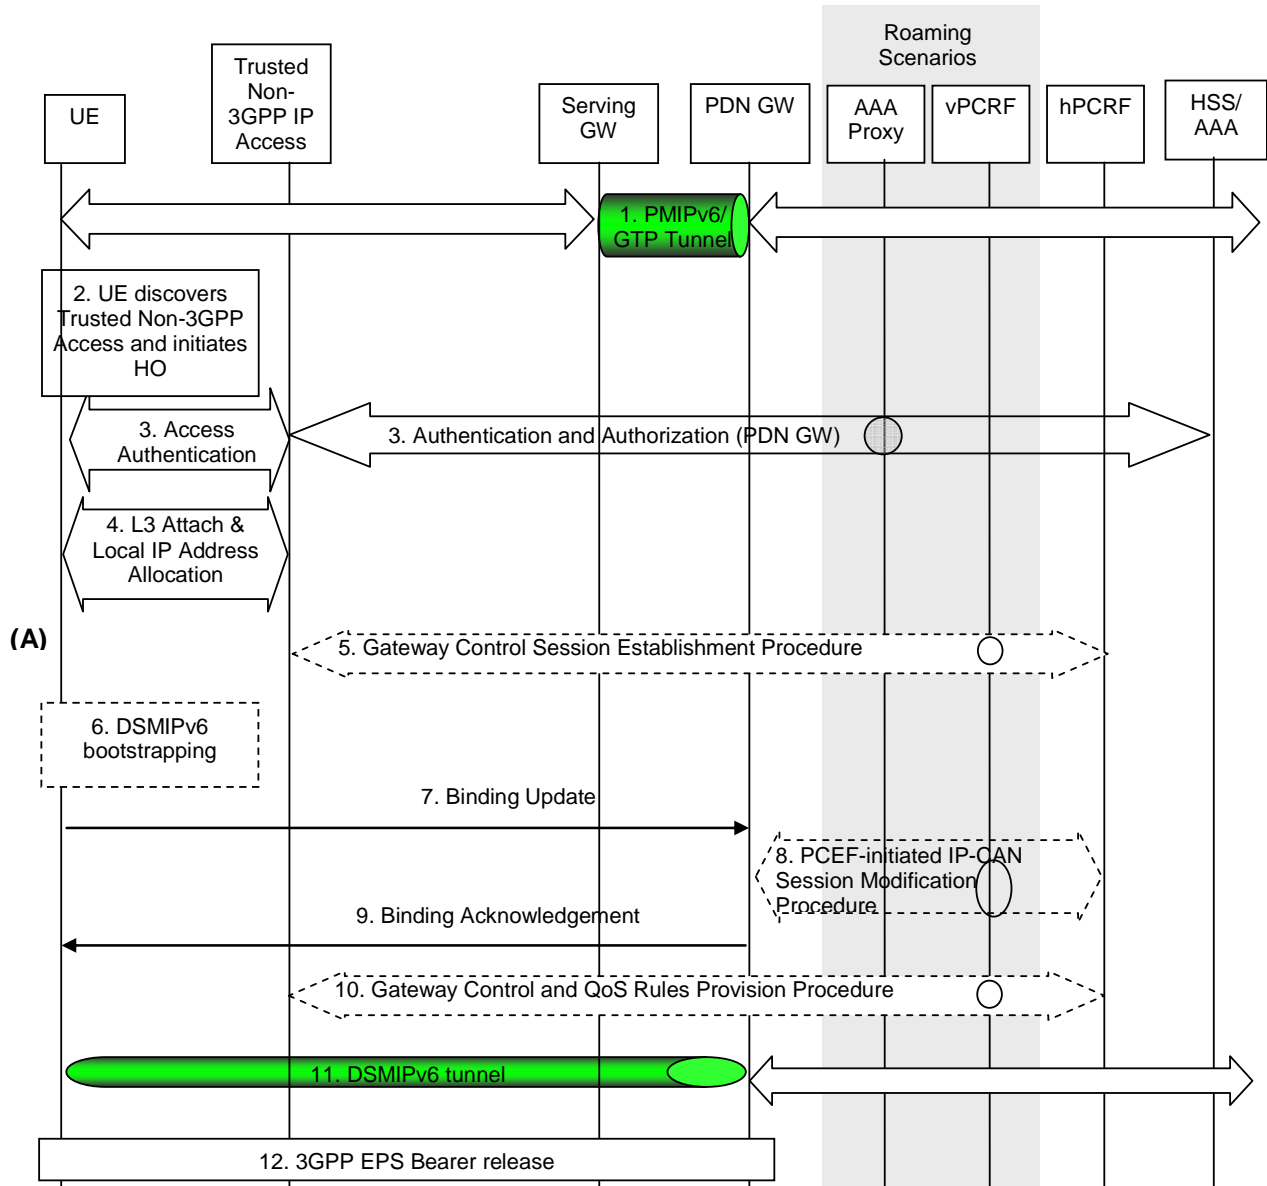 Roaming
Scenarios
UE
Trusted
Non-
3GPP IP
Access
Serving
GW
PDN GW
AAA
Proxy
vPCRF
hPCRF
HSS/
AAA
1. PMIPv6/
GTP Tunnel
2. UE discovers
Trusted Non-3GPP
Access and initiates
HO
3. Access
Authentication
3. Authentication and Authorization (PDN GW)
4. L3 Attach &
Local IP Address
Allocation
(A)
5. Gateway Control Session Establishment Procedure
6. DSMIPv6
bootstrapping
7. Binding Update
8. PCEF-initiated IP-CAN
Session Modification
Procedure
9. Binding Acknowledgement
10. Gateway Control and QoS Rules Provision Procedure
11. DSMIPv6 tunnel
12. 3GPP EPS Bearer release